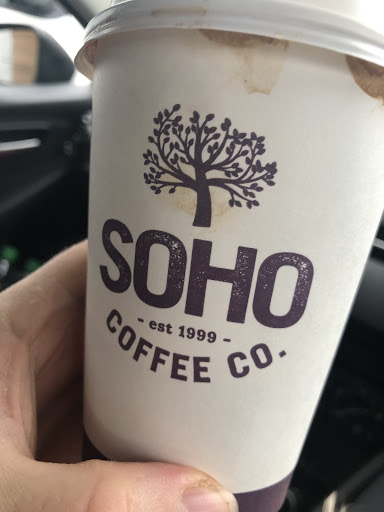 SOHO
- est 1999 -
COFFEE CO.